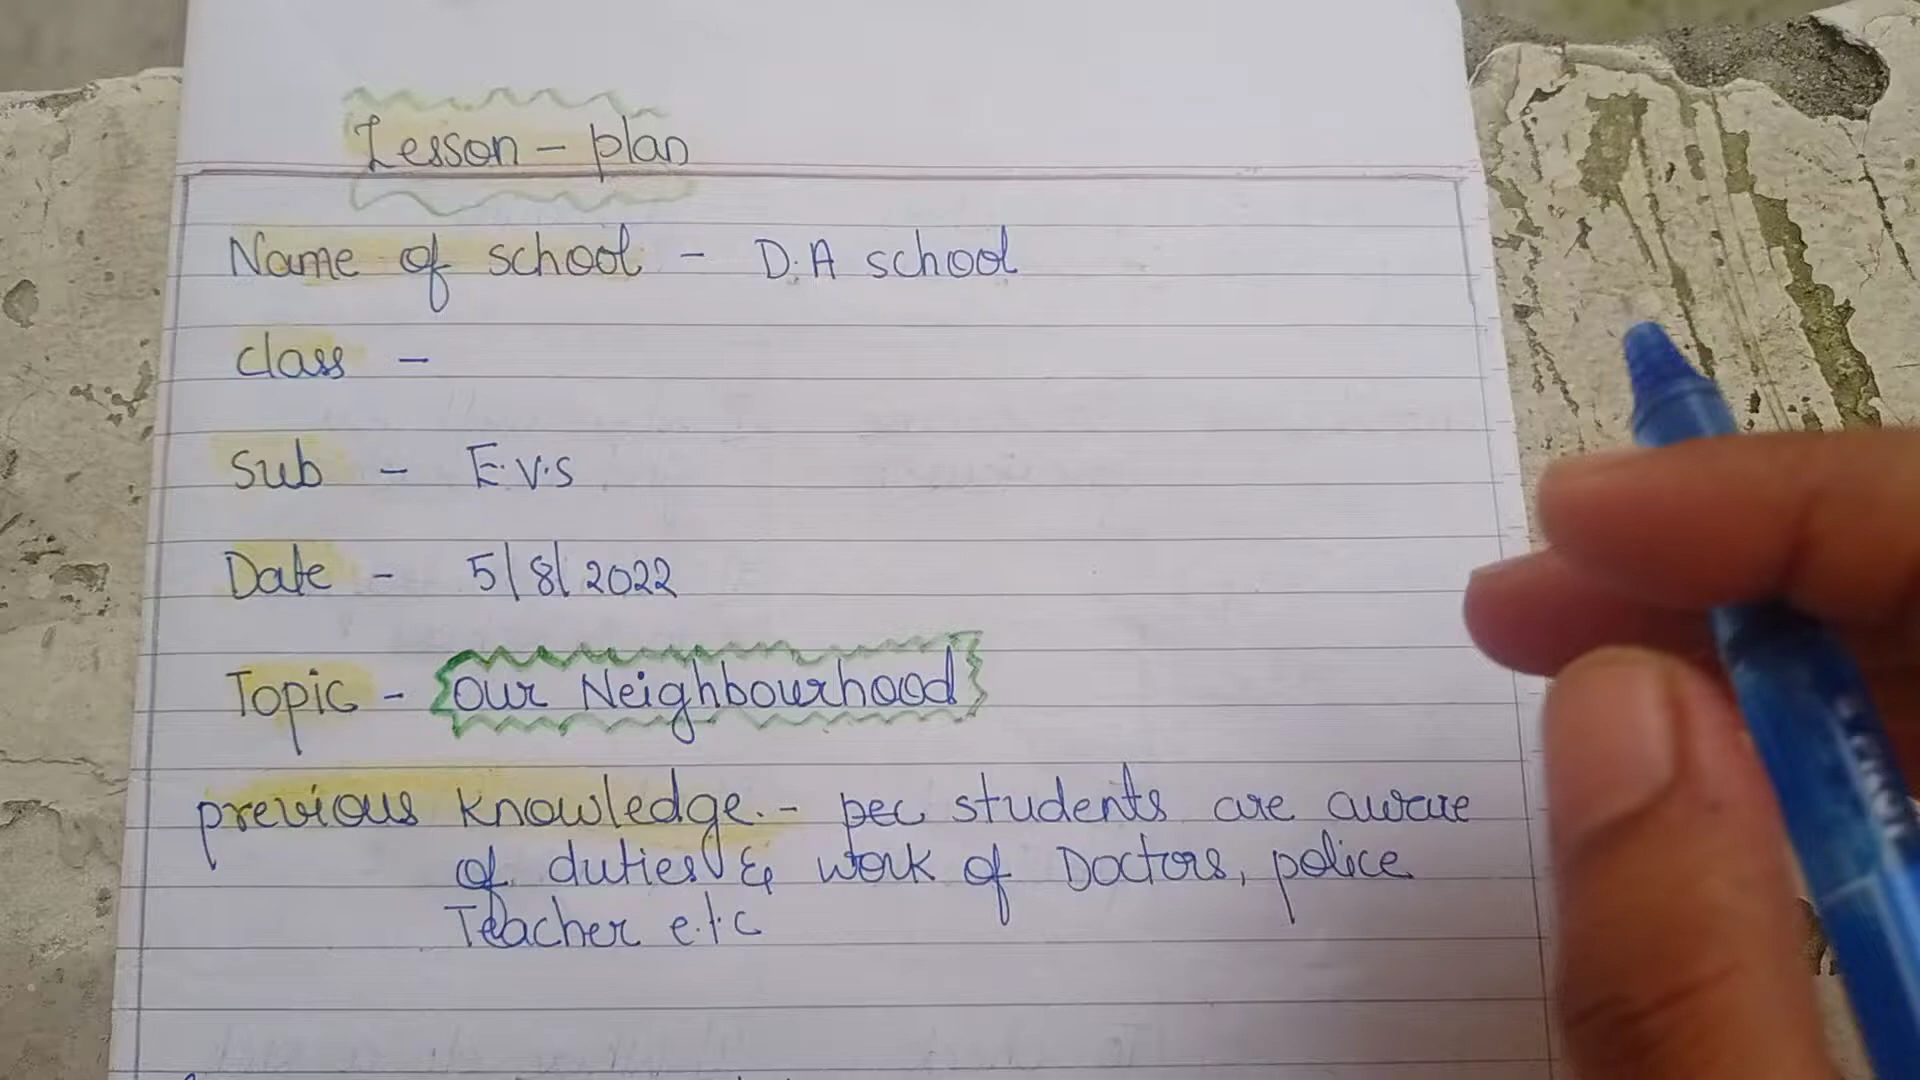 Lesson - plan
Name of school - D.A school
class -
Sub - E.V.S
Date - 5/8/2022
Topic - our Neighbourhood
previous knowledge. - pec students are aware
of duties & work of Doctors, police
Teacher e.t.c